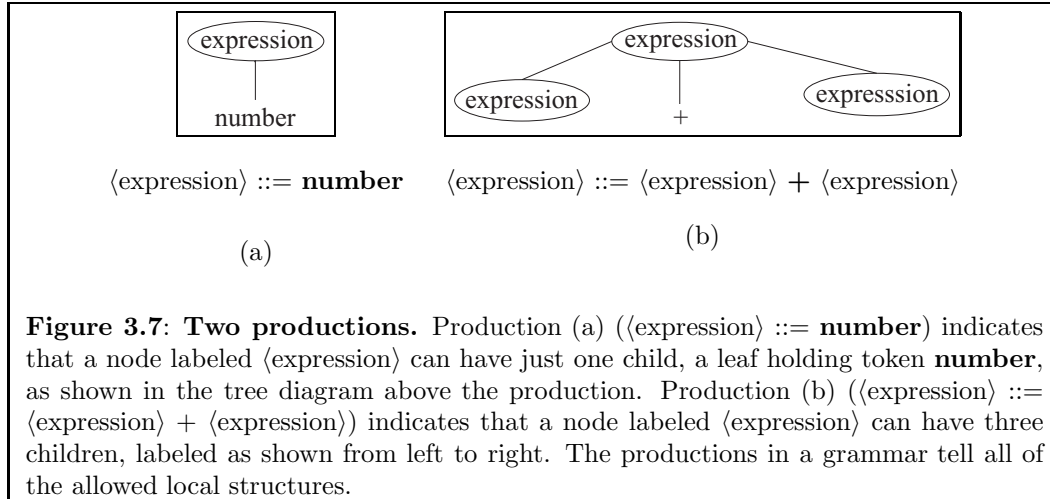 expression
number
expression
expression
+
expresssion
⟨expression⟩ ::= number
(a)
⟨expression⟩ ::= ⟨expression⟩ + ⟨expression⟩
(b)
Figure 3.7: Two productions. Production (a) (⟨expression⟩ ::= number) indicates
that a node labeled ⟨expression⟩ can have just one child, a leaf holding token number,
as shown in the tree diagram above the production. Production (b) (⟨expression⟩ ::=
⟨expression⟩ + ⟨expression⟩) indicates that a node labeled ⟨expression⟩ can have three
children, labeled as shown from left to right. The productions in a grammar tell all of
the allowed local structures.